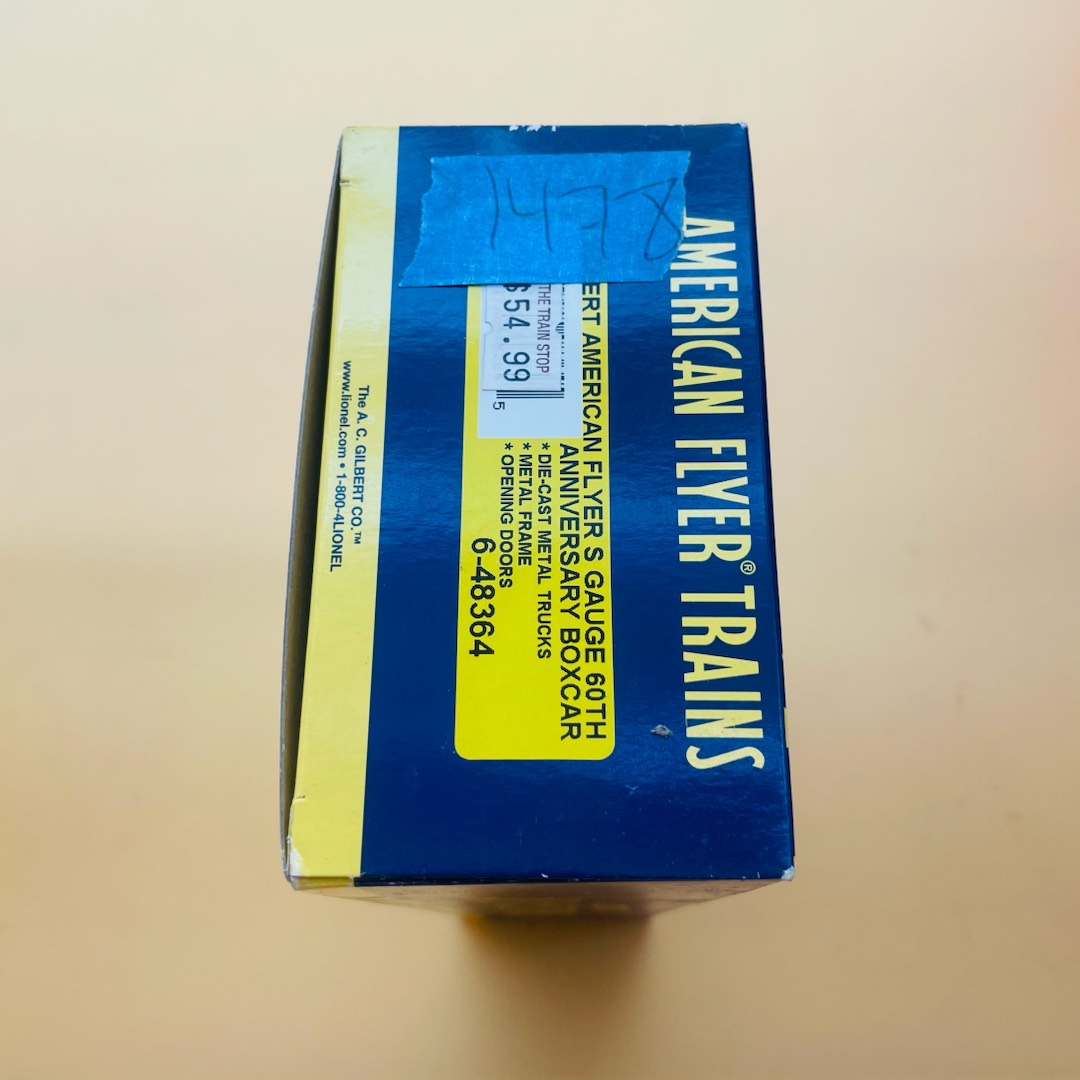 1478
AMERICAN FLYER® TRAINS
ERT AMERICAN FLYER S GAUGE 60TH
ANNIVERSARY BOXCAR
* DIE-CAST METAL TRUCKS
* METAL FRAME
* OPENING DOORS
6-48364
THE TRAIN STOP
$54.99
5
The A. C. GILBERT CO.™
www.lionel.com • 1-800-4LIONEL